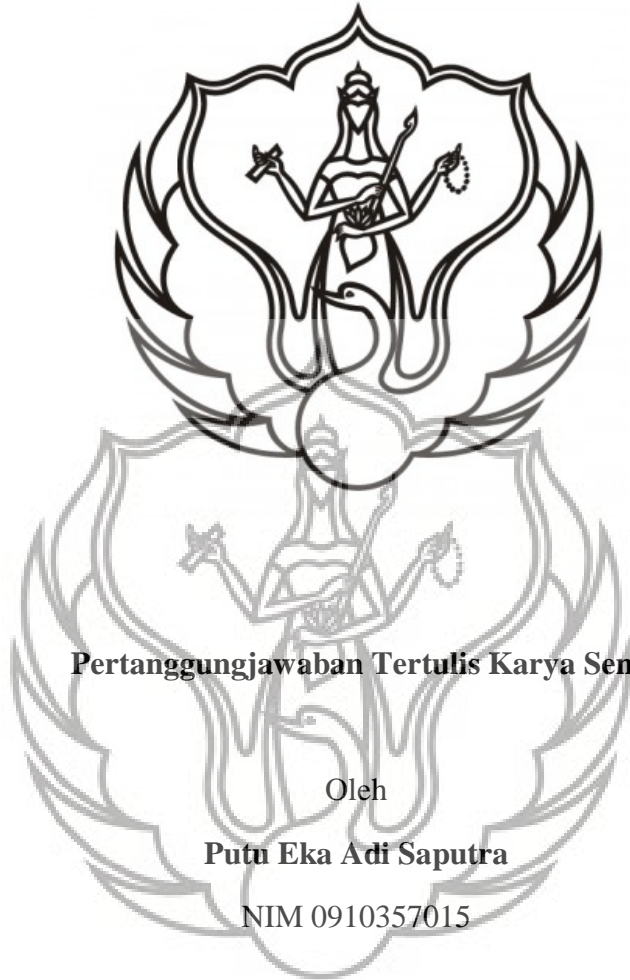 Pertanggungjawaban Tertulis Karya Sen
Oleh
Putu Eka Adi Saputra
NIM 0910357015